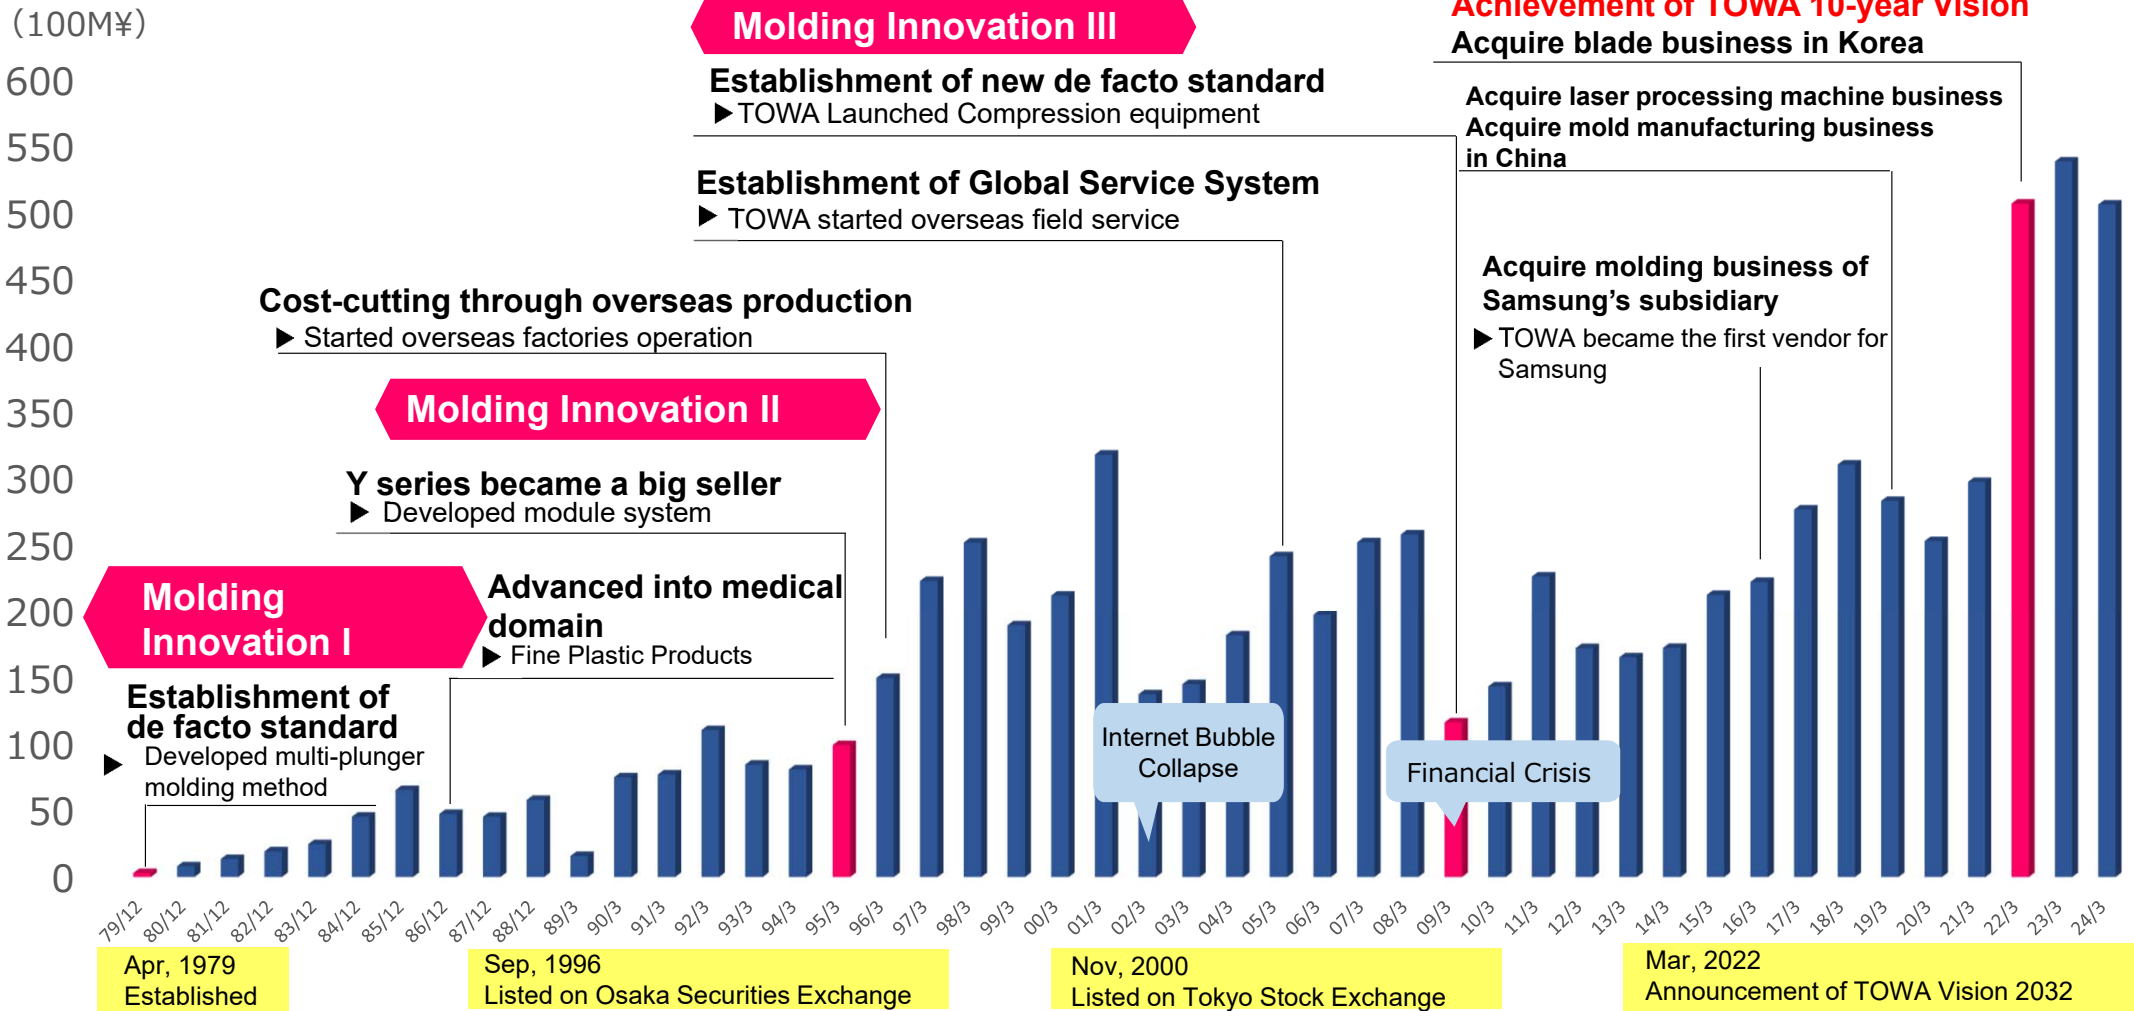 （100M¥）
600
550
500
450
400
350
300
250
200
150
100
50
0
Molding Innovation III
Establishment of new de facto standard
▶TOWA Launched Compression equipment
Achievement of TOWA 10-year Vision
Acquire blade business in Korea
Acquire laser processing machine business
Acquire mold manufacturing business
in China
Establishment of Global Service System
▶ TOWA started overseas field service
Acquire molding business of
Samsung’s subsidiary
▶TOWA became the first vendor for
Samsung
Cost-cutting through overseas production
▶ Started overseas factories operation
Molding Innovation II
Y series became a big seller
▶ Developed module system
Molding
Innovation I
Advanced into medical
domain
▶ Fine Plastic Products
Establishment of
de facto standard
▶ Developed multi-plunger
molding method
Internet Bubble
Collapse
Financial Crisis
79/12
80/12
81/12
82/12
83/12
84/12
85/12
86/12
87/12
88/12
89/3
90/3
91/3
92/3
93/3
94/3
95/3
96/3
97/3
98/3
99/3
00/3
01/3
02/3
03/3
04/3
05/3
06/3
07/3
08/3
09/3
10/3
11/3
12/3
13/3
14/3
15/3
16/3
17/3
18/3
19/3
20/3
21/3
22/3
23/3
24/3
Apr, 1979
Established
Sep, 1996
Listed on Osaka Securities Exchange
Nov, 2000
Listed on Tokyo Stock Exchange
Mar, 2022
Announcement of TOWA Vision 2032